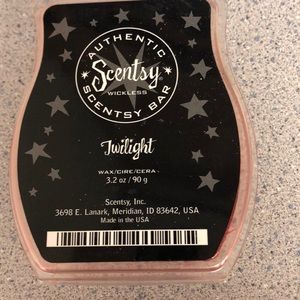 AUTHENTIC
Scentsy
WICKLESS
SCENTSY BAR
Twilight
WAX/CIRE/CERA
3.2 oz / 90 g
Scentsy, Inc.
3698 E. Lanark, Meridian, ID 83642, USA
Made in the USA